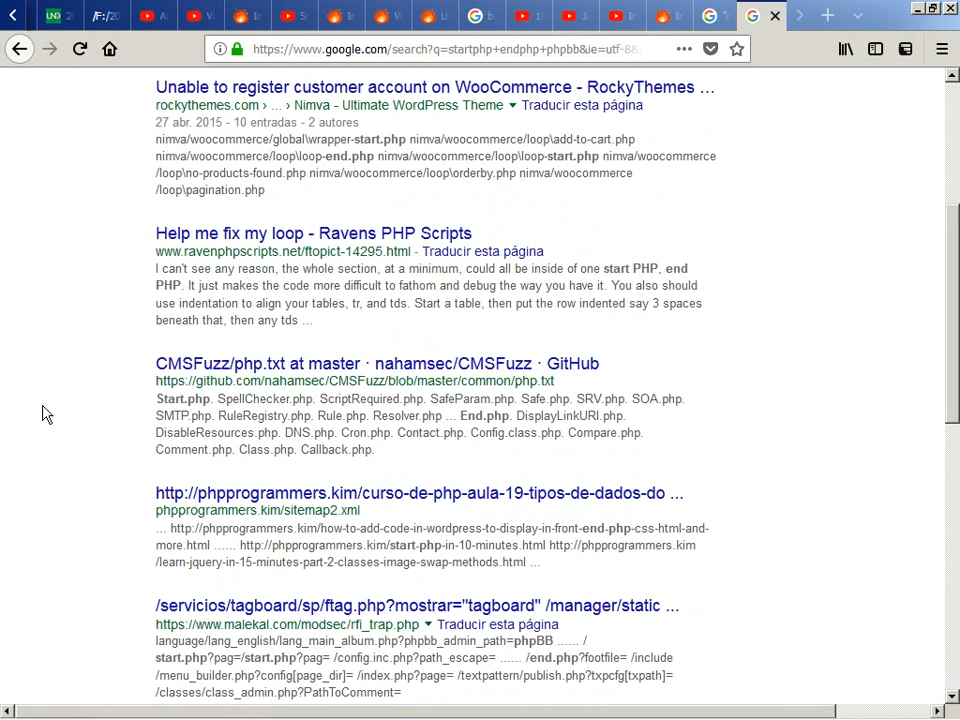 https://www.google.com/search?q=startphp+endphp+phpbb&ie=utf-8&
Unable to register customer account on WooCommerce - RockyThemes ...
rockythemes.com › ... › Nimva - Ultimate WordPress Theme ▼ Traducir esta página
27 abr. 2015 - 10 entradas - 2 autores
nimva/woocommerce/global\wrapper-start.php nimva/woocommerce/loop\add-to-cart.php
nimva/woocommerce/loop\loop-end.php nimva/woocommerce/loop\loop-start.php nimva/woocommerce
/loop\no-products-found.php nimva/woocommerce/loop\orderby.php nimva/woocommerce
/loop\pagination.php
Help me fix my loop - Ravens PHP Scripts
www.ravenphpscripts.net/ftopict-14295.html - Traducir esta página
I can't see any reason, the whole section, at a minimum, could all be inside of one start PHP, end
PHP. It just makes the code more difficult to fathom and debug the way you have it. You also should
use indentation to align your tables, tr, and tds. Start a table, then put the row indented say 3 spaces
beneath that, then any tds ...
CMSFuzz/php.txt at master · nahamsec/CMSFuzz · GitHub
https://github.com/nahamsec/CMSFuzz/blob/master/common/php.txt
Start.php. SpellChecker.php. ScriptRequired.php. SafeParam.php. Safe.php. SRV.php. SOA.php.
SMTP.php. RuleRegistry.php. Rule.php. Resolver.php ... End.php. DisplayLinkURI.php.
DisableResources.php. DNS.php. Cron.php. Contact.php. Config.class.php. Compare.php.
Comment.php. Class.php. Callback.php.
http://phpprogrammers.kim/curso-de-php-aula-19-tipos-de-dados-do ...
phpprogrammers.kim/sitemap2.xml
... http://phpprogrammers.kim/how-to-add-code-in-wordpress-to-display-in-front-end-php-css-html-and-
more.html ...... http://phpprogrammers.kim/start-php-in-10-minutes.html http://phpprogrammers.kim
/learn-jquery-in-15-minutes-part-2-classes-image-swap-methods.html ...
/servicios/tagboard/sp/ftag.php?mostrar="tagboard" /manager/static ...
https://www.malekal.com/modsec/rfi_trap.php ▼ Traducir esta página
language/lang_english/lang_main_album.php?phpbb_admin_path=phpBB ...... /
start.php?pag=/start.php?pag= /config.inc.php?path_escape= ...... /end.php?footfile= /include
/menu_builder.php?config[page_dir]= /index.php?page= /textpattern/publish.php?txpcfg[txpath]=
/classes/class_admin.php?PathToComment=